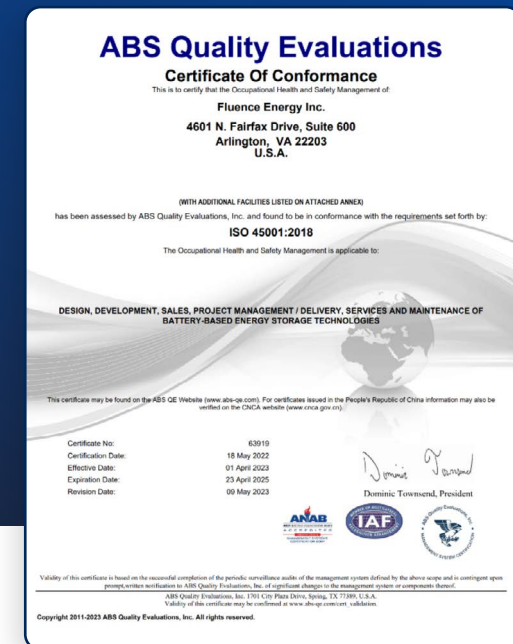 ABS Quality Evaluations
Certificate Of Conformance
This is to certify that the Occupational Health and Safety Management of:
Fluence Energy Inc.
4601 N. Fairfax Drive, Suite 600
Arlington, VA 22203
U.S.A.
(WITH ADDITIONAL FACILITIES LISTED ON ATTACHED ANNEX)
has been assessed by ABS Quality Evaluations, Inc. and found to be in conformance with the requirements set forth by:
ISO 45001:2018
The Occupational Health and Safety Management is applicable to:
DESIGN, DEVELOPMENT, SALES, PROJECT MANAGEMENT / DELIVERY, SERVICES AND MAINTENANCE OF
BATTERY-BASED ENERGY STORAGE TECHNOLOGIES
This certificate may be found on the ABS QE Website (www.abs-qe.com). For certificates issued in the People's Republic of China information may also be
verified on the CNCA website (www.cnca.gov.cn).
Certificate No: 63919
Certification Date: 18 May 2022
Effective Date: 01 April 2023
Expiration Date: 23 April 2025
Revision Date: 09 May 2023
Dominic Townsend
Dominic Townsend, President
ANAB
ACCREDITED
IAF
ABS Quality Evaluations, Inc.
MANAGEMENT SYSTEM CERTIFICATION
Validity of this certificate is based on the successful completion of the periodic surveillance audits of the management system defined by the above scope and is contingent upon
prompt, written notification to ABS Quality Evaluations, Inc. of significant changes to the management system or components thereof.
ABS Quality Evaluations, Inc. 1701 City Plaza Drive, Spring, TX 77389, U.S.A.
Validity of this certificate may be confirmed at www.abs-qe.com/cert_validation.
Copyright 2011-2023 ABS Quality Evaluations, Inc. All rights reserved.